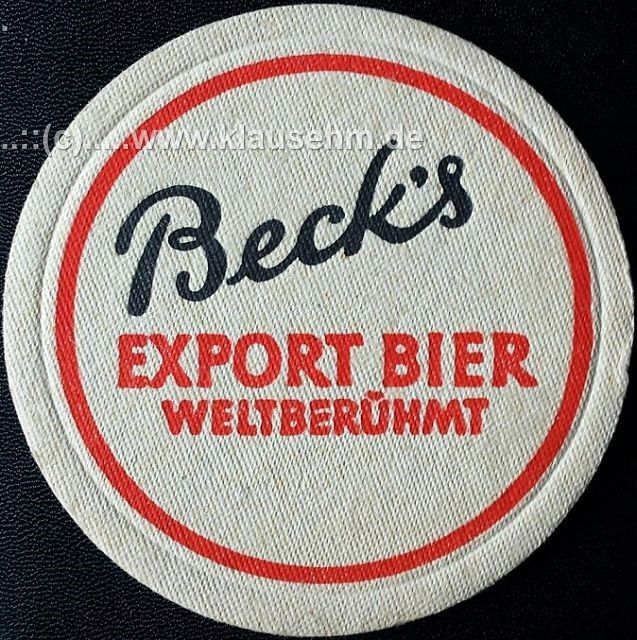 ..::(c)..::www.klausehm.de
Beck's
EXPORT BIER
WELTBERÜHMT